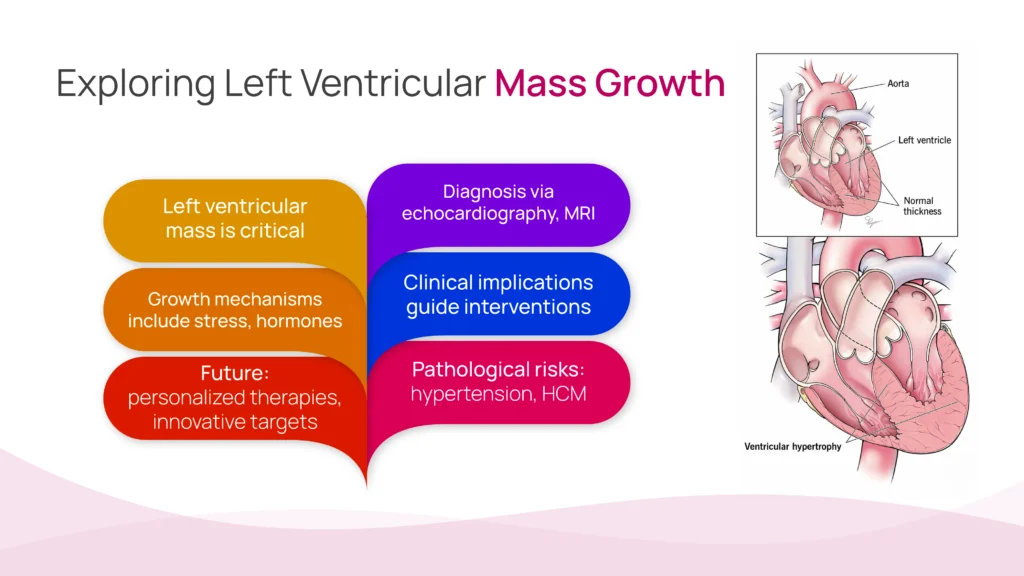 Exploring Left Ventricular Mass Growth
Left ventricular
mass is critical
Growth mechanisms
include stress, hormones
Future:
personalized therapies,
innovative targets
Diagnosis via
echocardiography, MRI
Clinical implications
guide interventions
Pathological risks:
hypertension, HCM
Aorta
Left ventricle
Normal
thickness
Ventricular hypertrophy